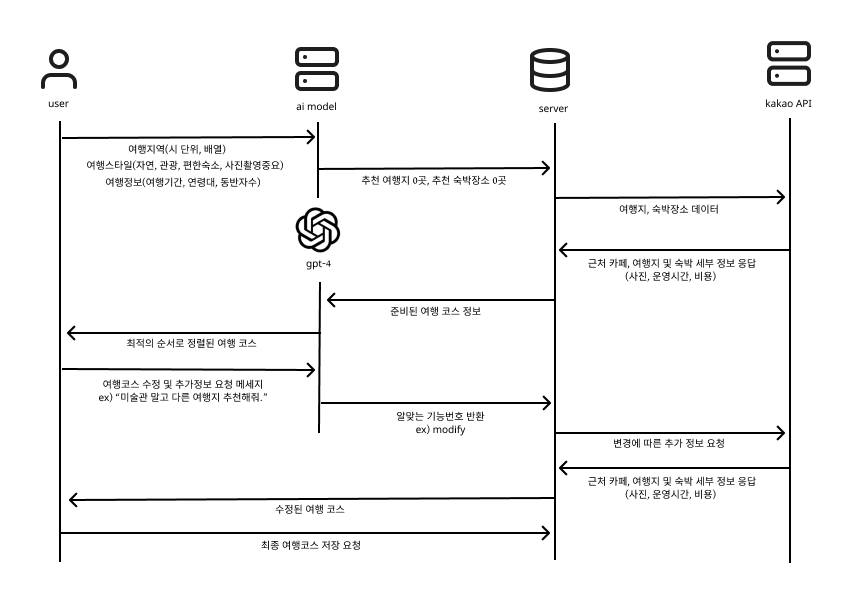 user
ai model
server
kakao API
여행지역(시 단위, 배열)
여행스타일(자연, 관광, 편한숙소, 사진촬영중요)
여행정보(여행기간, 연령대, 동반자수)
추천 여행지 0곳, 추천 숙박장소 0곳
여행지, 숙박장소 데이터
gpt-4
근처 카페, 여행지 및 숙박 세부 정보 응답
(사진, 운영시간, 비용)
준비된 여행 코스 정보
최적의 순서로 정렬된 여행 코스
여행코스 수정 및 추가정보 요청 메세지
ex) “미술관 말고 다른 여행지 추천해줘.”
알맞는 기능번호 반환
ex) modify
변경에 따른 추가 정보 요청
근처 카페, 여행지 및 숙박 세부 정보 응답
(사진, 운영시간, 비용)
수정된 여행 코스
최종 여행코스 저장 요청